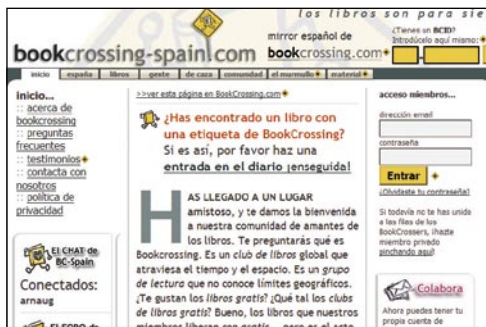 los libros son para sie
bookcrossing-spain.com
mirror español de
bookcrossing.com
¿Tienes un BCID?
Introdúcelo aquí mismo:
inicio
españa
libros
gente
de caza
comunidad
el murmullo
material
inicio...
:: acerca de
bookcrossing
:: preguntas
frecuentes
:: testimonios
:: contacta con
nosotros
:: política de
privacidad
EL CHAT de
BC-Spain
Conectados:
arnaug
>>ver esta página en BookCrossing.com
¿Has encontrado un libro con
una etiqueta de BookCrossing?
Si es así, por favor haz una
entrada en el diario ¡enseguida!
HAS LLEGADO A UN LUGAR
amistoso, y te damos la bienvenida
a nuestra comunidad de amantes de
los libros. Te preguntarás qué es
Bookcrossing. Es un club de libros global que
atraviesa el tiempo y el espacio. Es un grupo
de lectura que no conoce límites geográficos.
¿Te gustan los libros gratis? ¿Qué tal los clubs
de libros gratis? Bueno, los libros que nuestros
acceso miembros...
dirección email
contraseña
Entrar
¿Olvidaste tu contraseña?
Si todavía no te has unido
a las filas de los
BookCrossers, ¡hazte
miembro privado
pinchando aquí!
Colabora
Ahora puedes tener tu
propia cuenta de